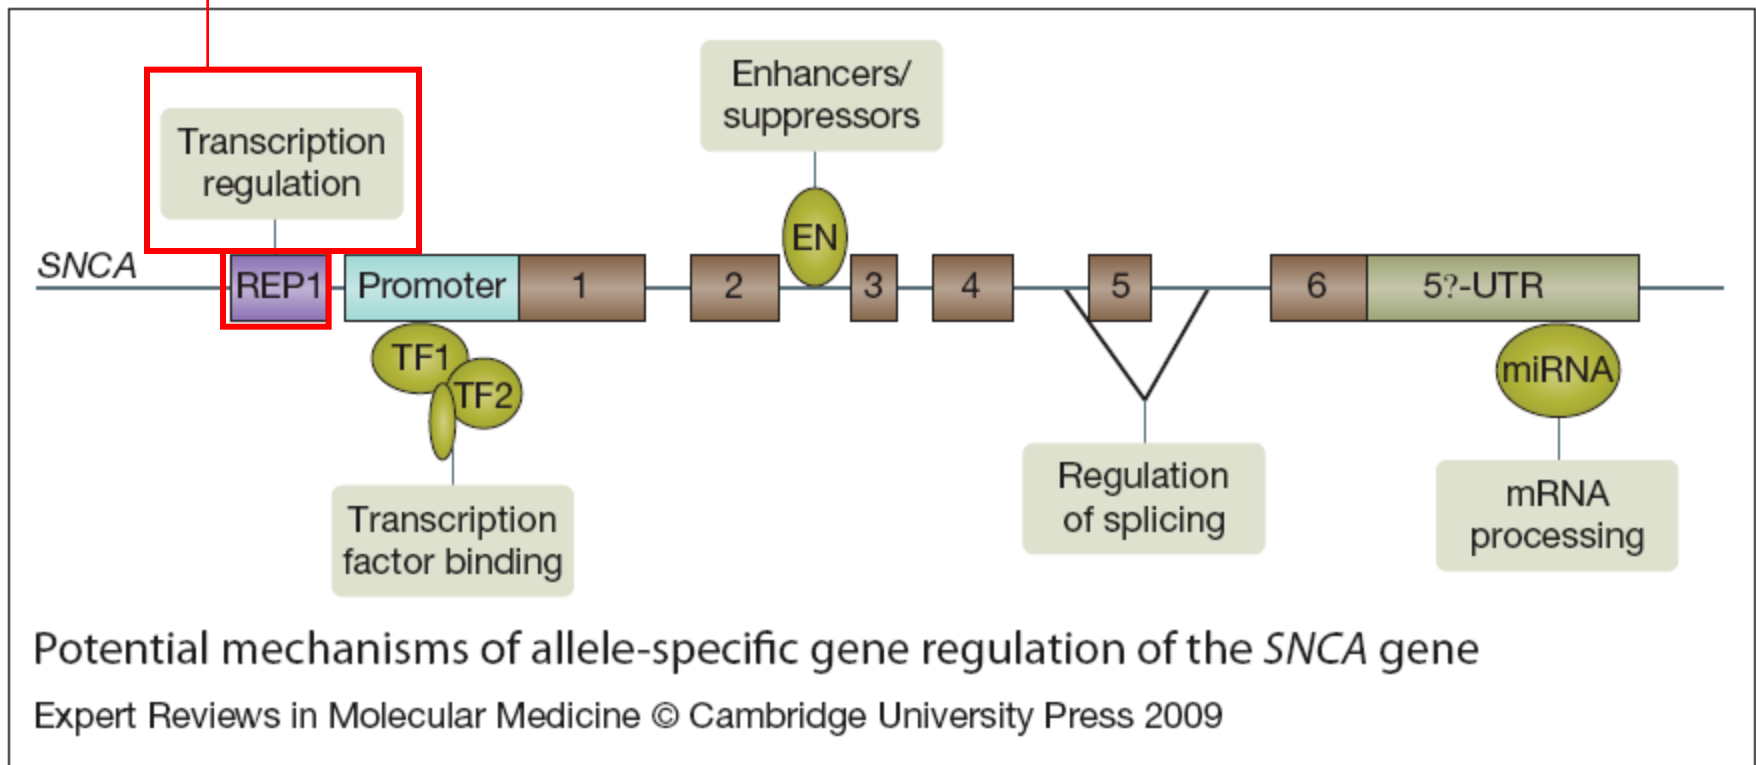 Enhancers/
suppressors
Transcription
regulation
EN
SNCA
REP1
Promoter
1
2
3
4
5
6
5?-UTR
TF1
TF2
miRNA
Transcription
factor binding
Regulation
of splicing
mRNA
processing
Potential mechanisms of allele-specific gene regulation of the SNCA gene
Expert Reviews in Molecular Medicine © Cambridge University Press 2009